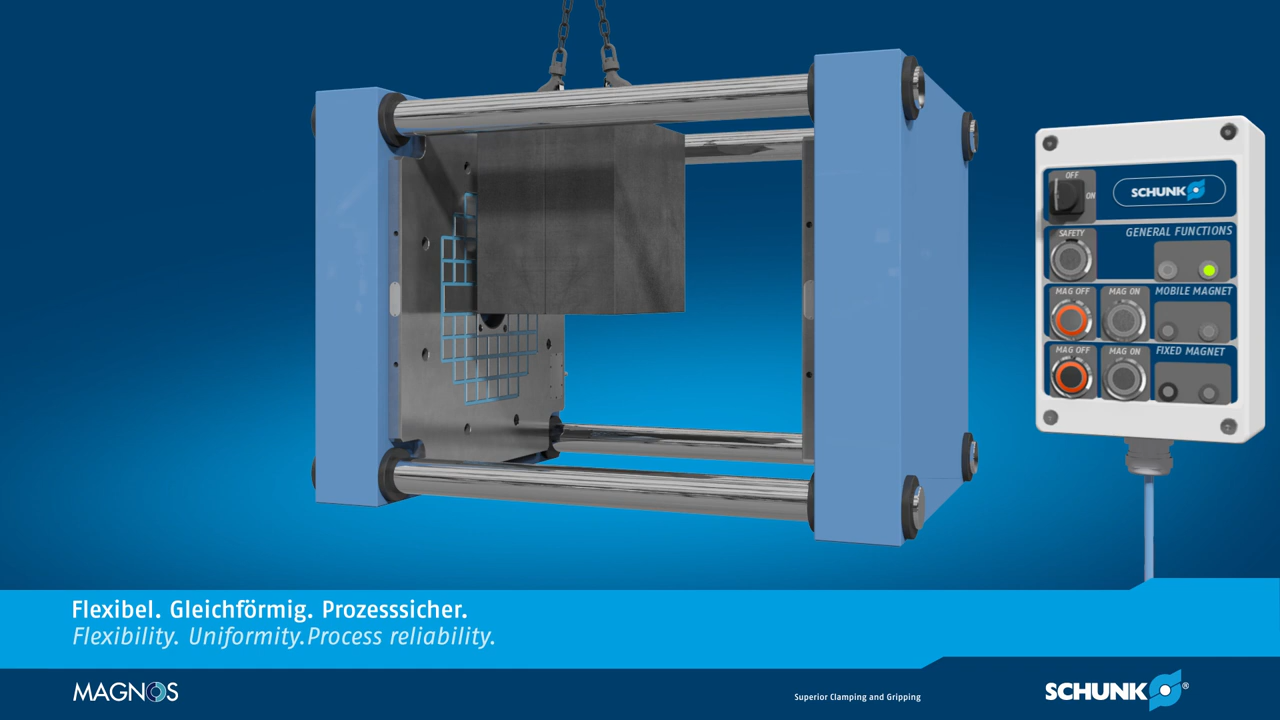 OFF
ON
SCHUNK
SAFETY
GENERAL FUNCTIONS
MAG OFF
MAG ON
MOBILE MAGNET
MAG OFF
MAG ON
FIXED MAGNET
Flexibel. Gleichförmig. Prozesssicher.
Flexibility. Uniformity.Process reliability.
MAGNOS
Superior Clamping and Gripping
SCHUNK®